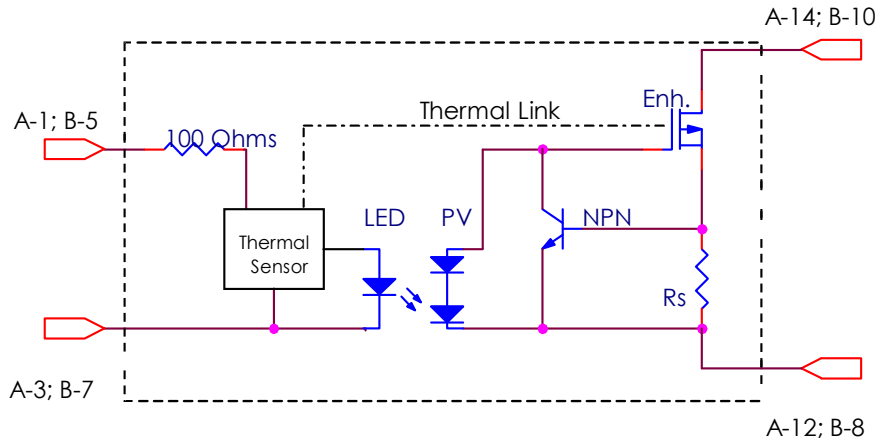 A-14; B-10
Enh.
Thermal Link
A-1; B-5
100 Ohms
LED
PV
NPN
Thermal
Sensor
Rs
A-3; B-7
A-12; B-8